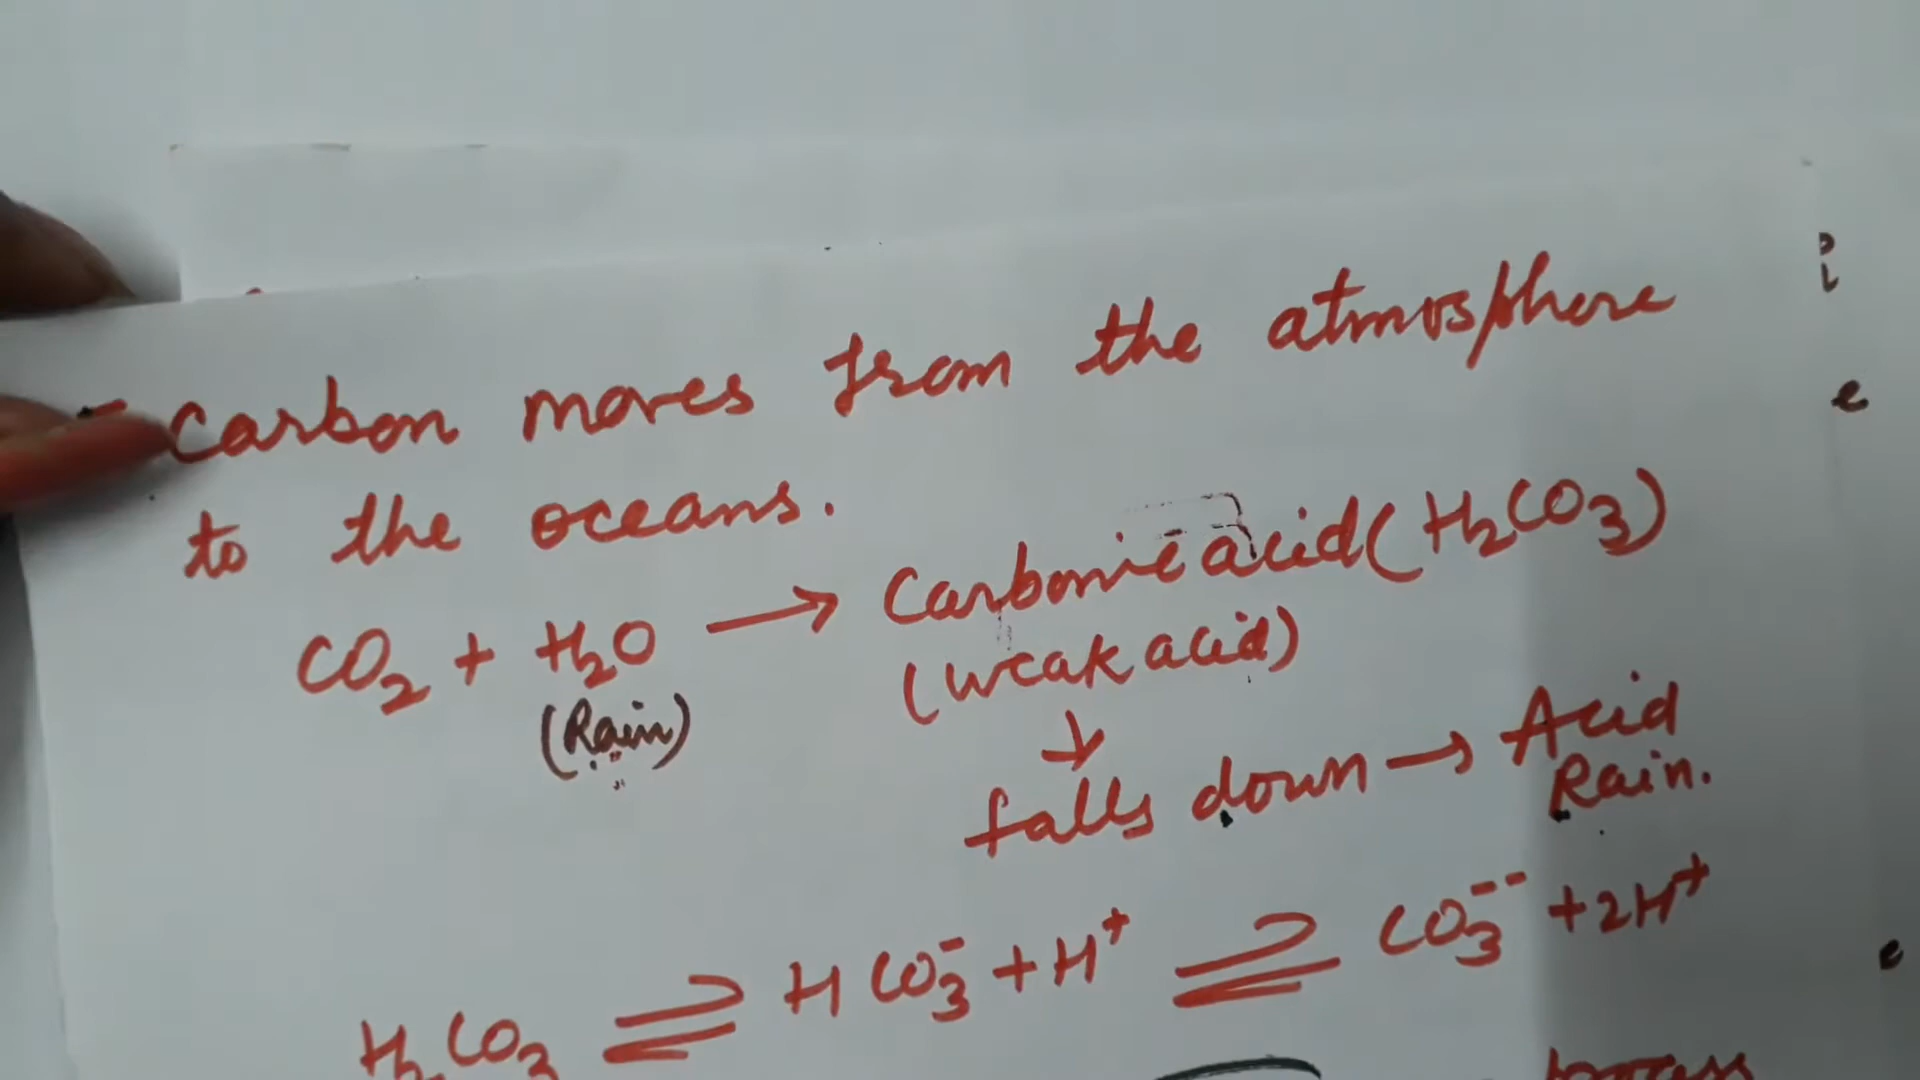 - Carbon moves from the atmosphere
to the oceans.
CO2 + H2O → Carbonic acid (H2CO3)
(Rain)
(weak acid)
↓
falls down → Acid
Rain.
H2CO3 ⇌ HCO3- + H+ ⇌ CO3-- + 2H+